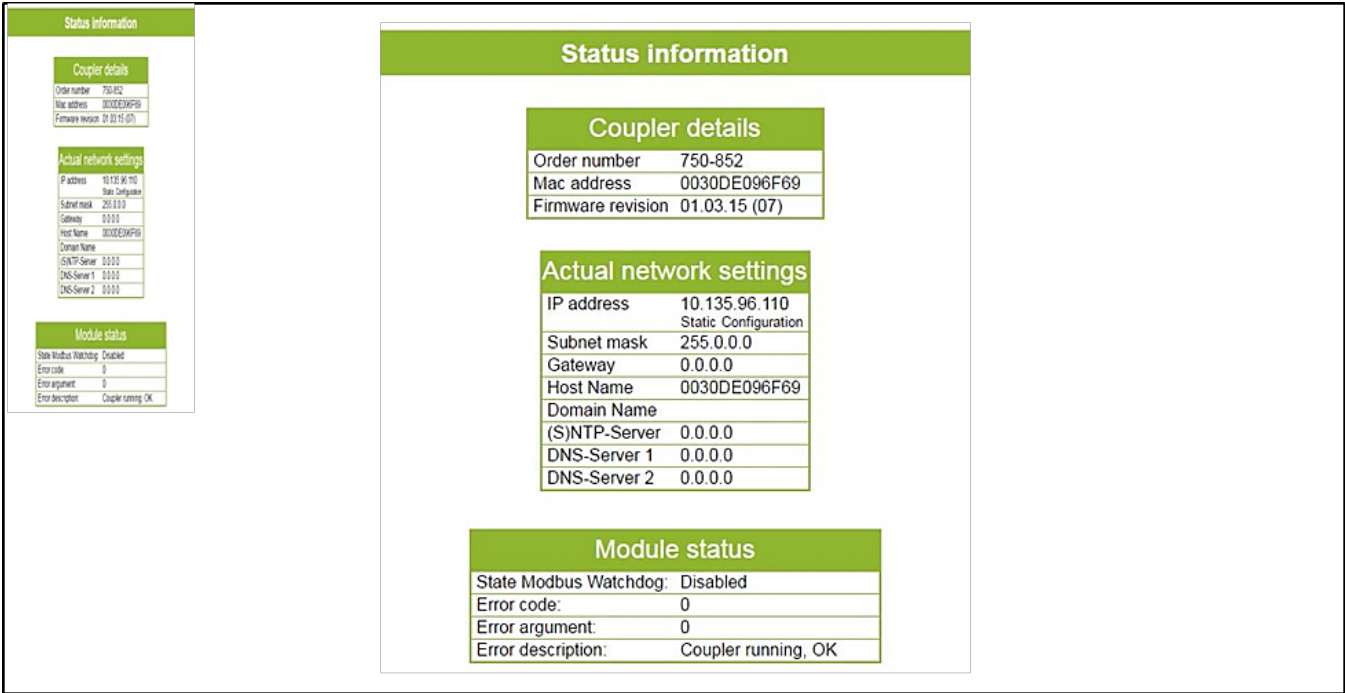 Status information
Coupler details
Order number 750-852
Mac address 0030DE096F69
Firmware revision 01.03.15 (07)
Actual network settings
IP address 10.135.96.110
Static Configuration
Subnet mask 255.0.0.0
Gateway 0.0.0.0
Host Name 0030DE096F69
Domain Name
(S)NTP-Server 0.0.0.0
DNS-Server 1 0.0.0.0
DNS-Server 2 0.0.0.0
Module status
State Modbus Watchdog: Disabled
Error code: 0
Error argument: 0
Error description: Coupler running, OK
Status information
Coupler details
Order number 750-852
Mac address 0030DE096F69
Firmware revision 01.03.15 (07)
Actual network settings
IP address 10.135.96.110
Static Configuration
Subnet mask 255.0.0.0
Gateway 0.0.0.0
Host Name 0030DE096F69
Domain Name
(S)NTP-Server 0.0.0.0
DNS-Server 1 0.0.0.0
DNS-Server 2 0.0.0.0
Module status
State Modbus Watchdog: Disabled
Error code: 0
Error argument: 0
Error description: Coupler running, OK